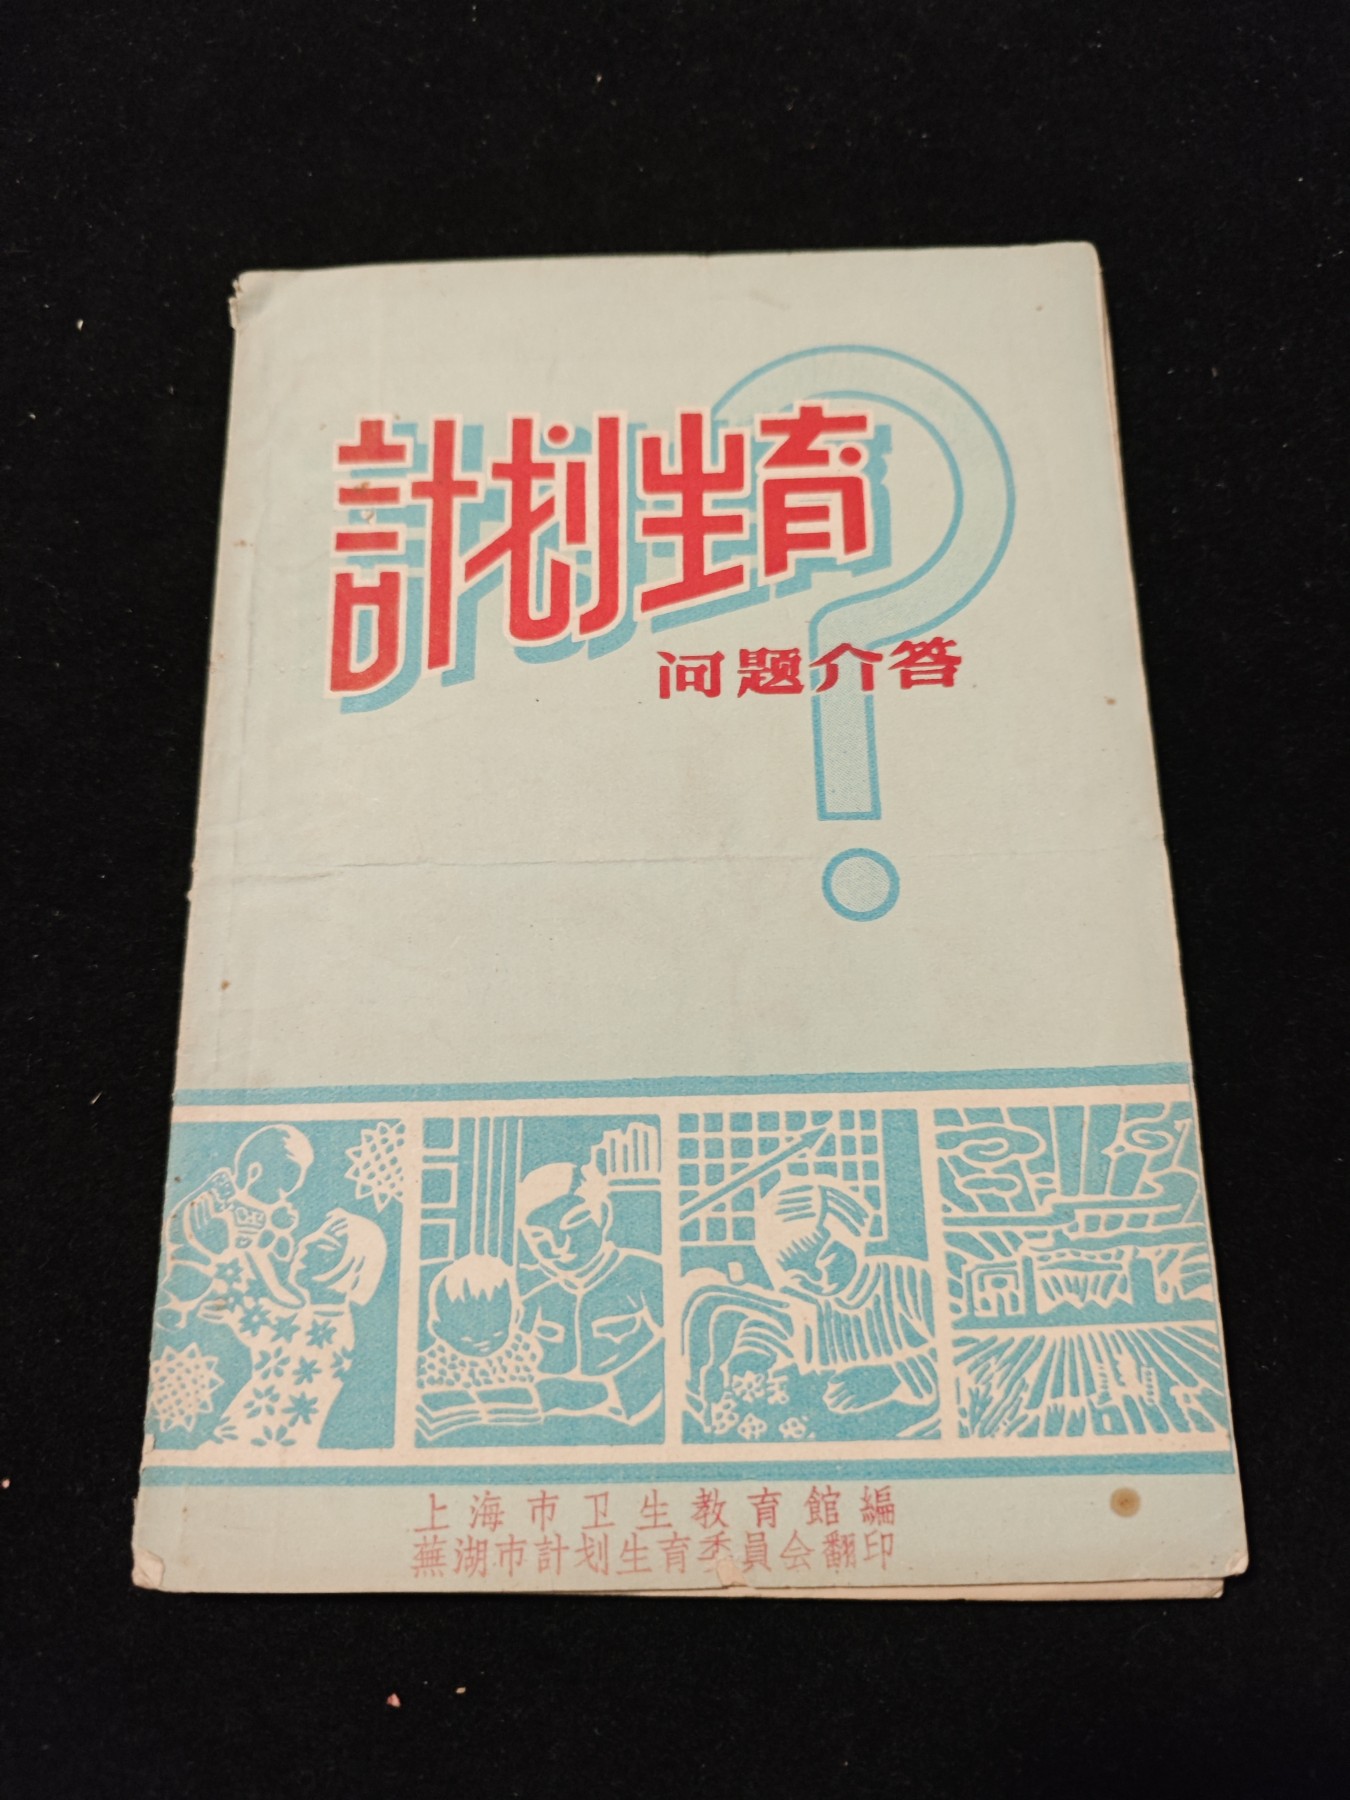 計划生育
问题介答
上海市卫生教育館編
蕪湖市計划生育委員会翻印